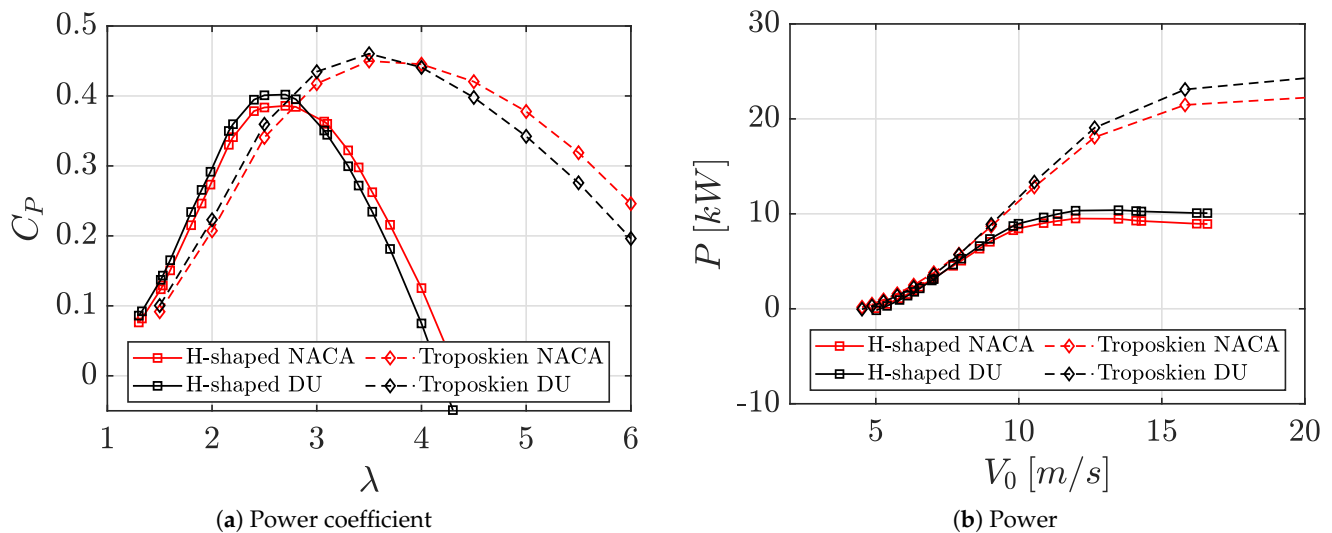 0.5
0.4
0.3
0.2
0.1
0
C_P
H-shaped NACA
H-shaped DU
Troposkien NACA
Troposkien DU
1 2 3 4 5 6
λ
(a) Power coefficient
30
20
10
0
-10
P [kW]
H-shaped NACA
H-shaped DU
Troposkien NACA
Troposkien DU
5 10 15 20
V_0 [m/s]
(b) Power